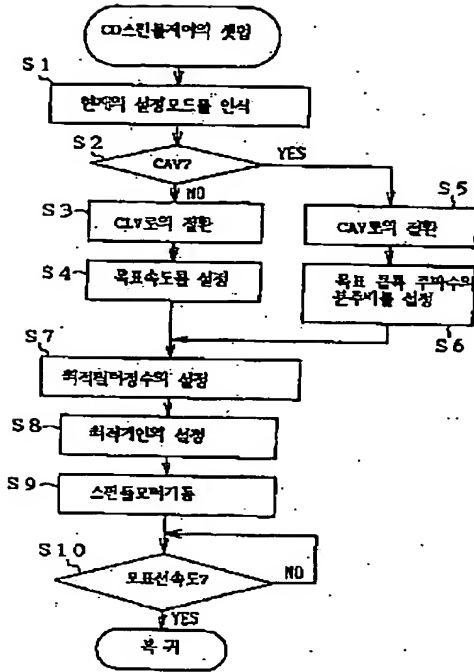 CD스핀들제어의 셋업
S1
현재의 설정모드를 인식
S2
CAV?
YES
NO
S3
CLV로의 절환
S5
CAV로의 절환
S4
목표속도를 설정
목표 클록 주파수의
분주비를 설정
S6
S7
최적필터정수의 설정
S8
최적게인의 설정
S9
스핀들모터기동
S10
목표선속도?
NO
YES
복귀